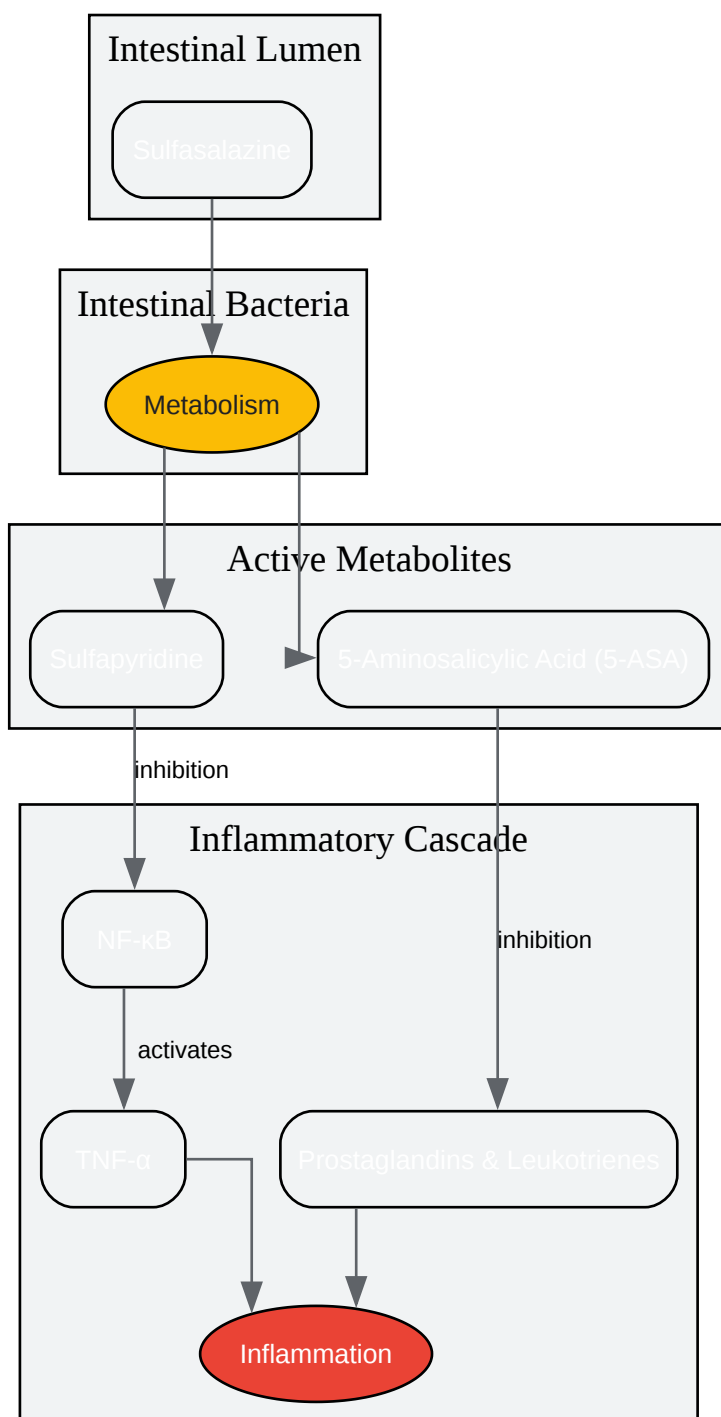 Intestinal Lumen
Sulfasalazine
Intestinal Bacteria
Metabolism
Active Metabolites
Sulfapyridine
5-Aminosalicylic Acid (5-ASA)
inhibition
Inflammatory Cascade
NF-κB
inhibition
activates
TNF-α
Prostaglandins & Leukotrienes
Inflammation